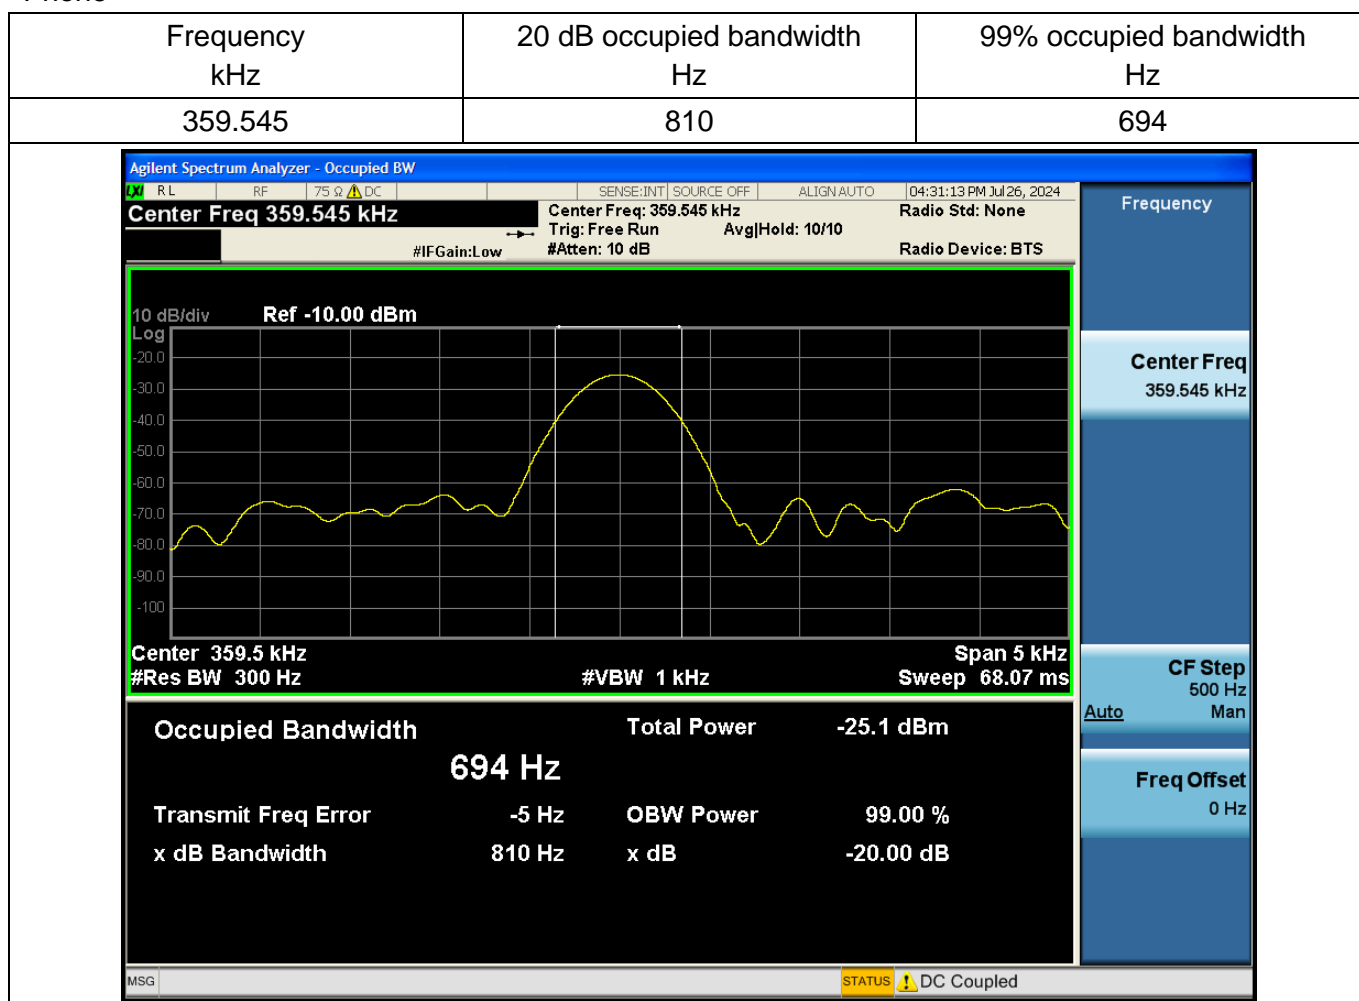 Frequency 20 dB occupied bandwidth 99% occupied bandwidth
kHz Hz Hz
359.545 810 694
Agilent Spectrum Analyzer - Occupied BW
LXI RL RF 75 Ω DC SENSE:INT SOURCE OFF ALIGN AUTO 04:31:13 PM Jul 26, 2024
Center Freq 359.545 kHz
Center Freq: 359.545 kHz Radio Std: None
Trig: Free Run Avg|Hold: 10/10
#IFGain:Low #Atten: 10 dB Radio Device: BTS
Frequency
10 dB/div Ref -10.00 dBm
Log
-20.0
-30.0
-40.0
-50.0
-60.0
-70.0
-80.0
-90.0
-100
Center 359.5 kHz Span 5 kHz
#Res BW 300 Hz #VBW 1 kHz Sweep 68.07 ms
Center Freq
359.545 kHz
CF Step
500 Hz
Auto Man
Freq Offset
0 Hz
Occupied Bandwidth Total Power -25.1 dBm
694 Hz
Transmit Freq Error -5 Hz OBW Power 99.00 %
x dB Bandwidth 810 Hz x dB -20.00 dB
MSG STATUS DC Coupled